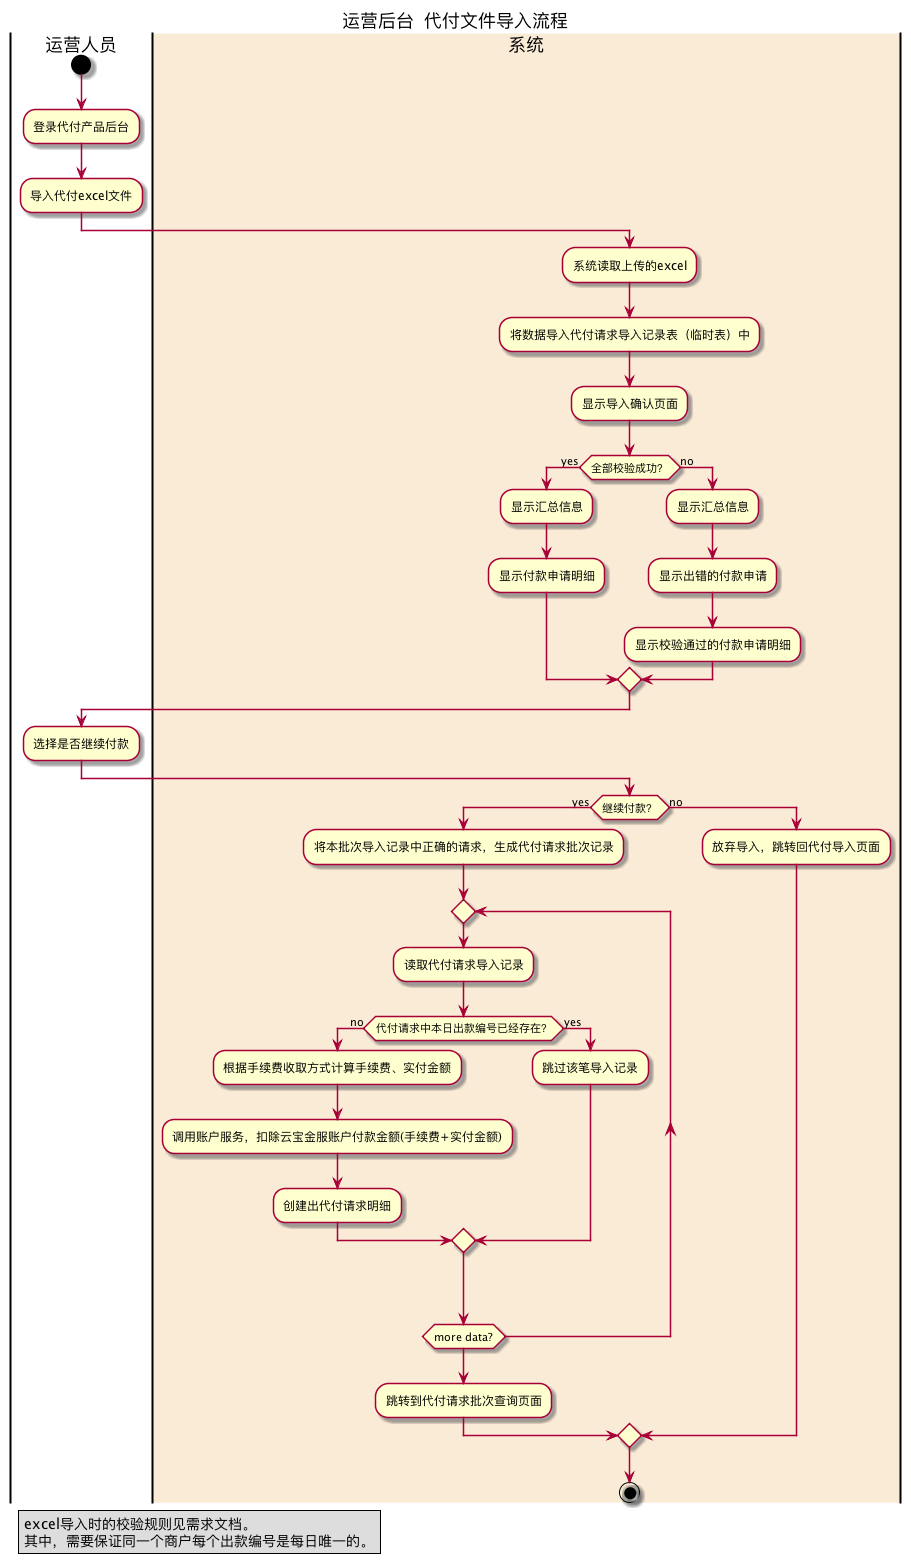 运营后台 代付文件导入流程
运营人员
系统
登录代付产品后台
导入代付excel文件
系统读取上传的excel
将数据导入代付请求导入记录表（临时表）中
显示导入确认页面
yes
全部校验成功?
no
显示汇总信息
显示汇总信息
显示付款申请明细
显示出错的付款申请
显示校验通过的付款申请明细
选择是否继续付款
yes
继续付款?
no
将本批次导入记录中正确的请求，生成代付请求批次记录
放弃导入，跳转回代付导入页面
读取代付请求导入记录
no
代付请求中本日出款编号已经存在?
yes
根据手续费收取方式计算手续费、实付金额
跳过该笔导入记录
调用账户服务，扣除云宝金服账户付款金额(手续费+实付金额)
创建出代付请求明细
more data?
跳转到代付请求批次查询页面
excel导入时的校验规则见需求文档。
其中，需要保证同一个商户每个出款编号是每日唯一的。